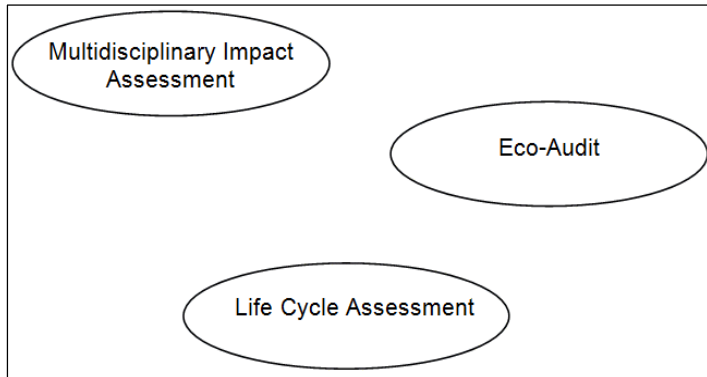 Multidisciplinary Impact
Assessment
Eco-Audit
Life Cycle Assessment